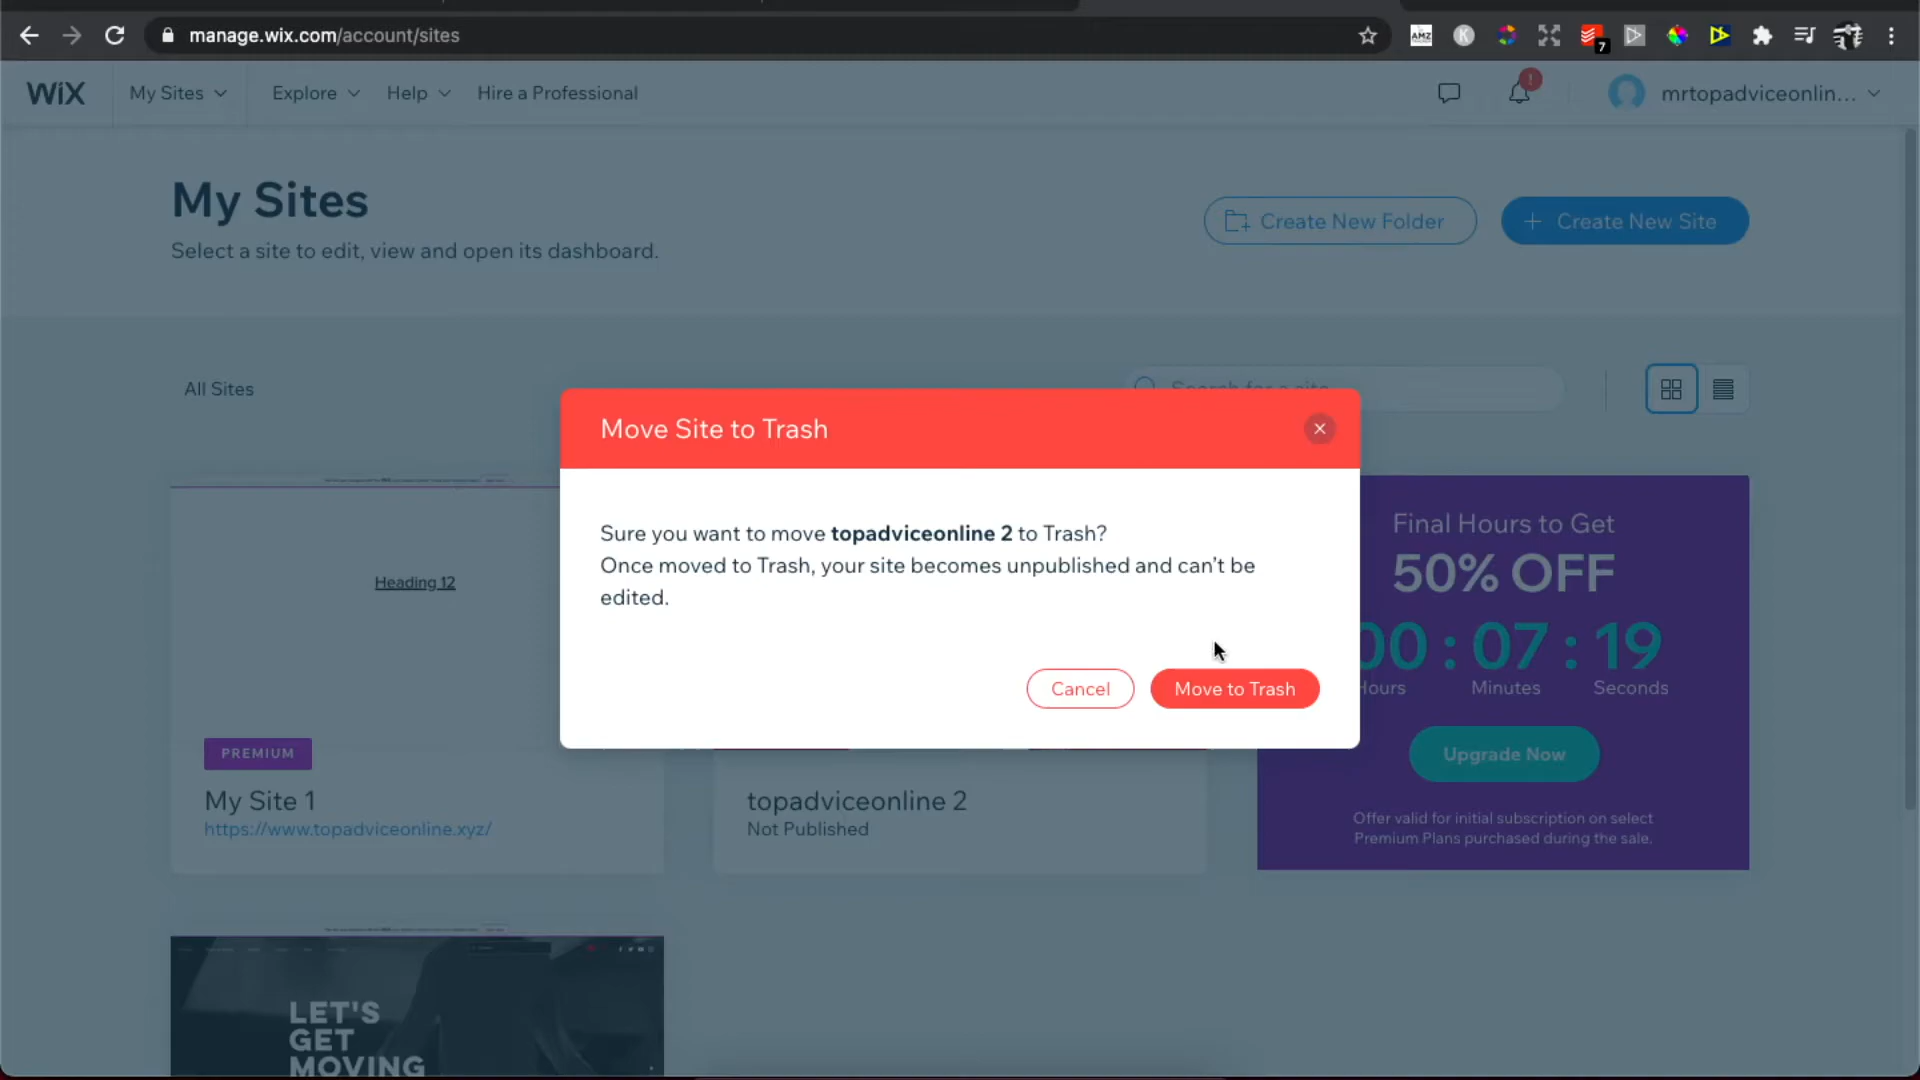 manage.wix.com/account/sites
AMZ
K
7
WiX
My Sites
Explore
Help
Hire a Professional
!
mrtopadviceonlin...
My Sites
Select a site to edit, view and open its dashboard.
Create New Folder
+ Create New Site
All Sites
Search for a site...
Move Site to Trash
Sure you want to move topadviceonline 2 to Trash?
Once moved to Trash, your site becomes unpublished and can't be
edited.
Cancel
Move to Trash
Heading 12
PREMIUM
My Site 1
https://www.topadviceonline.xyz/
topadviceonline 2
Not Published
Final Hours to Get
50% OFF
00 : 07 : 19
Hours Minutes Seconds
Upgrade Now
Offer valid for initial subscription on select
Premium Plans purchased during the sale.
LET'S
GET
MOVING